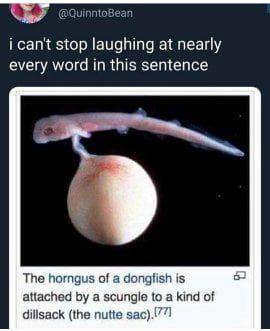 @QuinntoBean
i can't stop laughing at nearly
every word in this sentence
The horngus of a dongfish is
attached by a scungle to a kind of
dillsack (the nutte sac).[77]